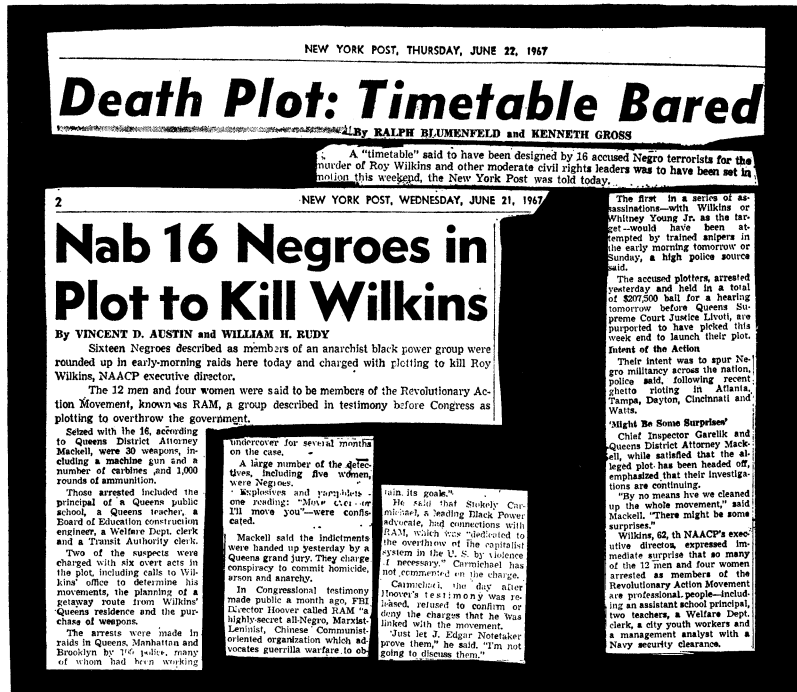 NEW YORK POST, THURSDAY, JUNE 22, 1967
Death Plot: Timetable Bared
By RALPH BLUMENFELD and KENNETH GROSS
A "timetable" said to have been designed by 16 accused Negro terrorists for the
murder of Roy Wilkins and other moderate civil rights leaders was to have been set in
motion this weekend, the New York Post was told today.
The first in a series of as-
sassinations—with Wilkins or
Whitney Young Jr. as the tar-
get—would have been at-
tempted by trained snipers in
the early morning tomorrow or
Sunday, a high police source
said.
The accused plotters, arrested
yesterday and held in a total
of $207,500 bail for a hearing
tomorrow before Queens Su-
preme Court Justice Livoti, are
purported to have picked this
week end to launch their plot.
Intent of the Action
Their intent was to spur Ne-
gro militancy across the nation,
police said, following recent
ghetto rioting in Atlanta,
Tampa, Dayton, Cincinnati and
Watts.
'Might Be Some Surprises'
Chief Inspector Garelik and
Queens District Attorney Mack-
ell, while satisfied that the al-
leged plot has been headed off,
emphasized that their investiga-
tions are continuing.
"By no means hve we cleaned
up the whole movement," said
Mackell. "There might be some
surprises."
Wilkins, 62, th NAACP's exec-
utive director, expressed im-
mediate surprise that so many
of the 12 men and four women
arrested as members of the
Revolutionary Action Movement
are professional people—includ-
ing an assistant school principal,
two teachers, a Welfare Dept.
clerk, a city youth workers and
a management analyst with a
Navy security clearance.
2
NEW YORK POST, WEDNESDAY, JUNE 21, 1967
Nab 16 Negroes in
Plot to Kill Wilkins
By VINCENT D. AUSTIN and WILLIAM H. RUDY
Sixteen Negroes described as members of an anarchist black power group were
rounded up in early-morning raids here today and charged with plotting to kill Roy
Wilkins, NAACP executive director.
The 12 men and four women were said to be members of the Revolutionary Ac-
tion Movement, known as RAM, a group described in testimony before Congress as
plotting to overthrow the government.
Seized with the 16, according
to Queens District Attorney
Mackell, were 30 weapons, in-
cluding a machine gun and a
number of carbines and 1,000
rounds of ammunition.
Those arrested included the
principal of a Queens public
school, a Queens teacher, a
Board of Education construction
engineer, a Welfare Dept. clerk
and a Transit Authority clerk.
Two of the suspects were
charged with six overt acts in
the plot, including calls to Wil-
kins' office to determine his
movements, the planning of a
getaway route from Wilkins'
Queens residence and the pur-
chase of weapons.
The arrests were made in
raids in Queens, Manhattan and
Brooklyn by police, many
of whom had been working
undercover for several months
on the case.
A large number of the detec-
tives, including five women,
were Negroes.
Explosives and pamphlets
one reading: "Move over or
I'll move you"—were confis-
cated.
Mackell said the indictments
were handed up yesterday by a
Queens grand jury. They charge
conspiracy to commit homicide,
arson and anarchy.
In Congressional testimony
made public a month ago, FBI
Director Hoover called RAM "a
highly-secret all-Negro, Marxist-
Leninist, Chinese Communist-
oriented organization which ad-
vocates guerrilla warfare to ob-
tain its goals."
He said that Stokely Car-
michael, a leading Black Power
advocate, had connections with
RAM, which was "dedicated to
the overthrow of the capitalist
system in the U. S. by violence
if necessary." Carmichael has
not commented on the charge.
Carmichael, the day after
Hoover's testimony was re-
leased, refused to confirm or
deny the charges that he was
linked with the movement.
'Just let J. Edgar Notetaker
prove them," he said. "I'm not
going to discuss them."